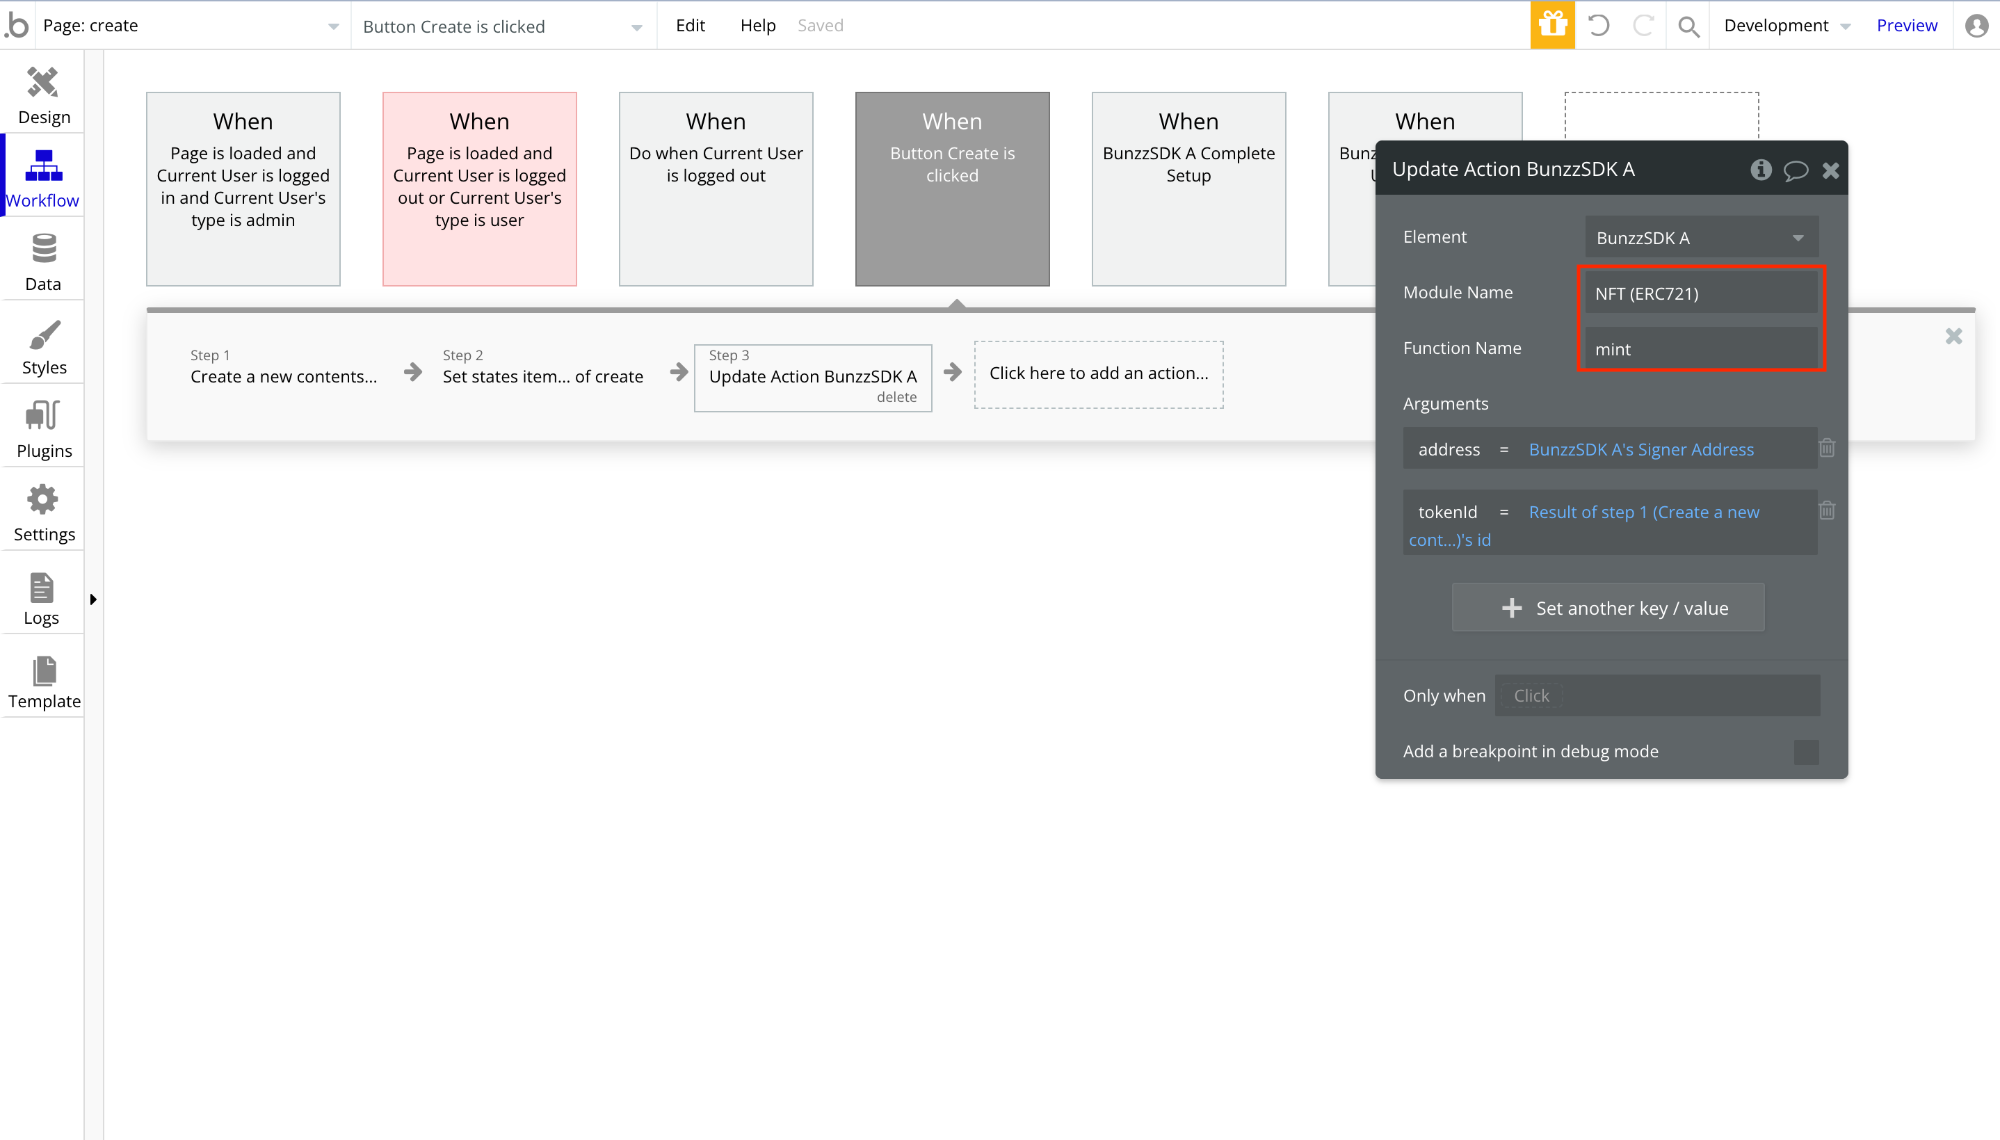 .b
Page: create
Button Create is clicked
Edit
Help
Saved
Development
Preview
Design
Workflow
Data
Styles
Plugins
Settings
Logs
Template
When
Page is loaded and
Current User is logged
in and Current User's
type is admin
When
Page is loaded and
Current User is logged
out or Current User's
type is user
When
Do when Current User
is logged out
When
Button Create is
clicked
When
BunzzSDK A Complete
Setup
When
Step 1
Create a new contents...
Step 2
Set states item... of create
Step 3
Update Action BunzzSDK A
delete
Click here to add an action...
Update Action BunzzSDK A
Element
BunzzSDK A
Module Name
NFT (ERC721)
Function Name
mint
Arguments
address = BunzzSDK A's Signer Address
tokenId = Result of step 1 (Create a new
cont...)'s id
Set another key / value
Only when
Click
Add a breakpoint in debug mode